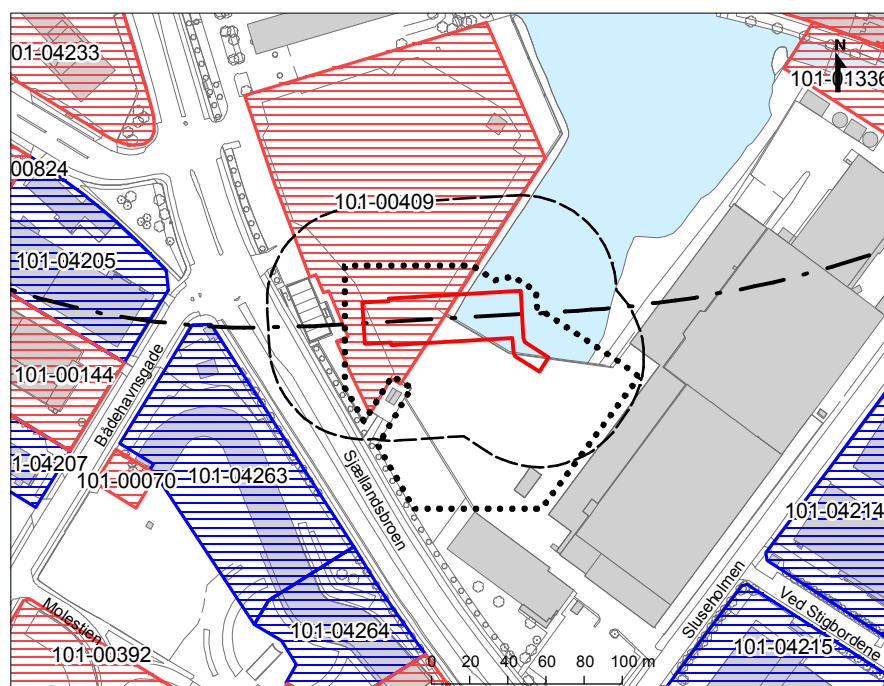 01-04233
N
101-01336
00824
101-00409
101-04205
101-00144
Bådehavnsgade
1-04207
101-00070
101-04263
Sjællandsbroen
101-04214
Sluseholmen
Ved Stigbordene
Molestien
101-04264
101-04215
101-00392
0 20 40 60 80 100 m